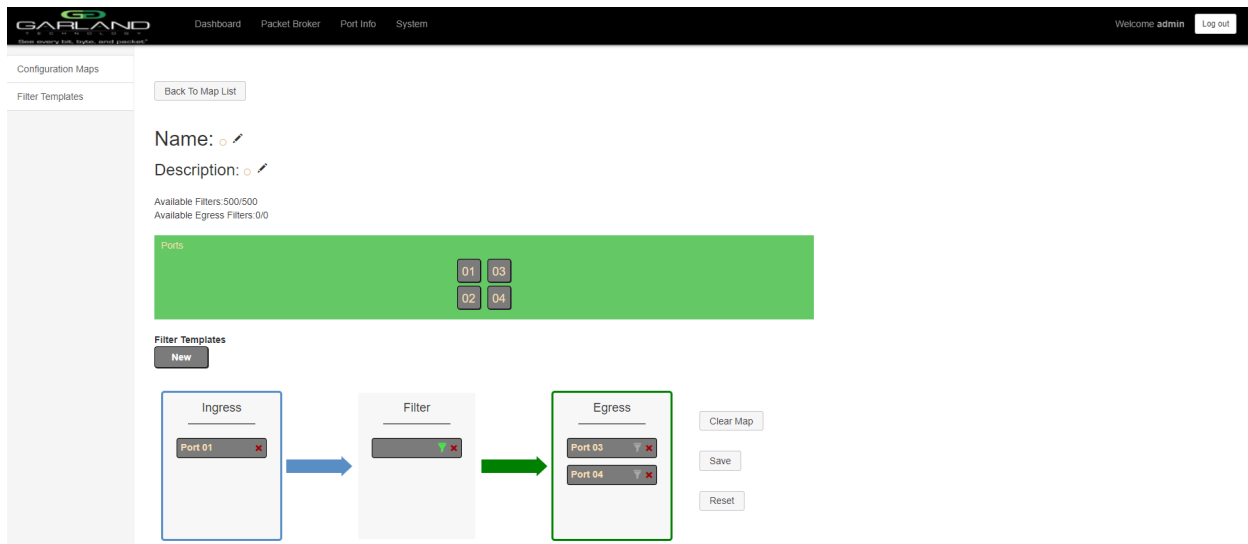 GARLAND
TECHNOLOGY
See every bit, byte, and packet®
Dashboard Packet Broker Port Info System
Welcome admin Log out
Configuration Maps
Filter Templates
Back To Map List
Name:
Description:
Available Filters:500/500
Available Egress Filters:0/0
Ports
01 03
02 04
Filter Templates
New
Ingress Filter Egress
Port 01 Port 03
Port 04
Clear Map
Save
Reset